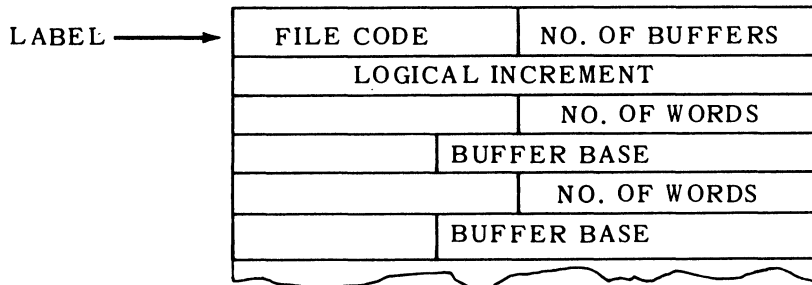 LABEL FILE CODE NO. OF BUFFERS
LOGICAL INCREMENT
NO. OF WORDS
BUFFER BASE
NO. OF WORDS
BUFFER BASE